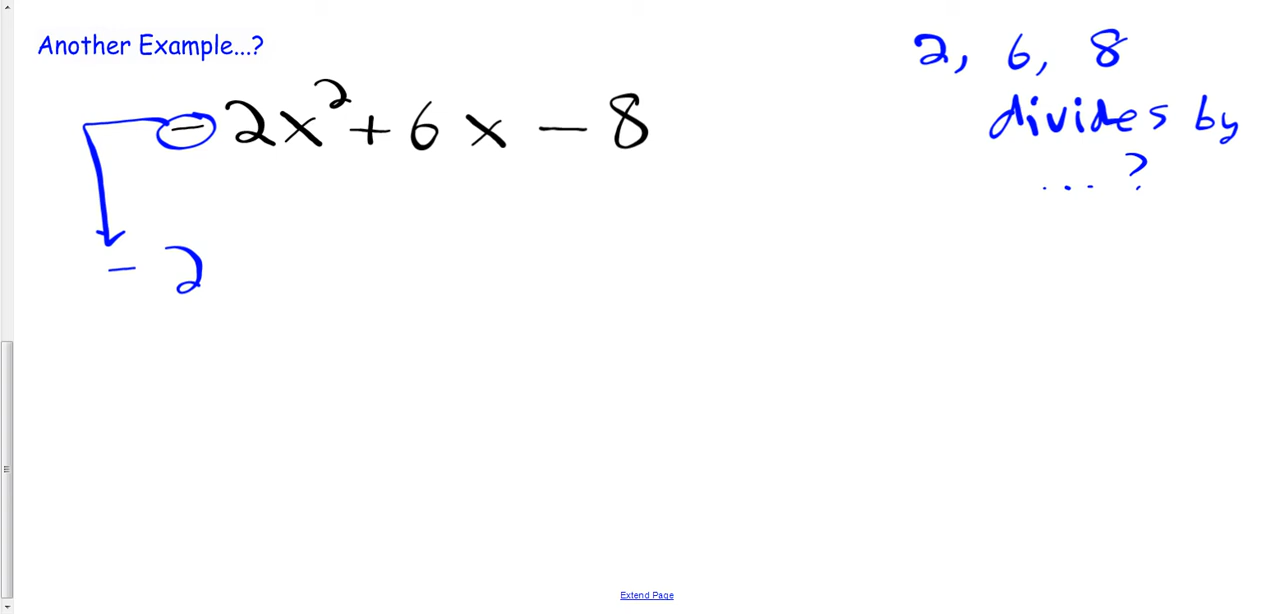 Another Example...?
2, 6, 8
- 2x² + 6x - 8
divides by
...?
- 2
Extend Page